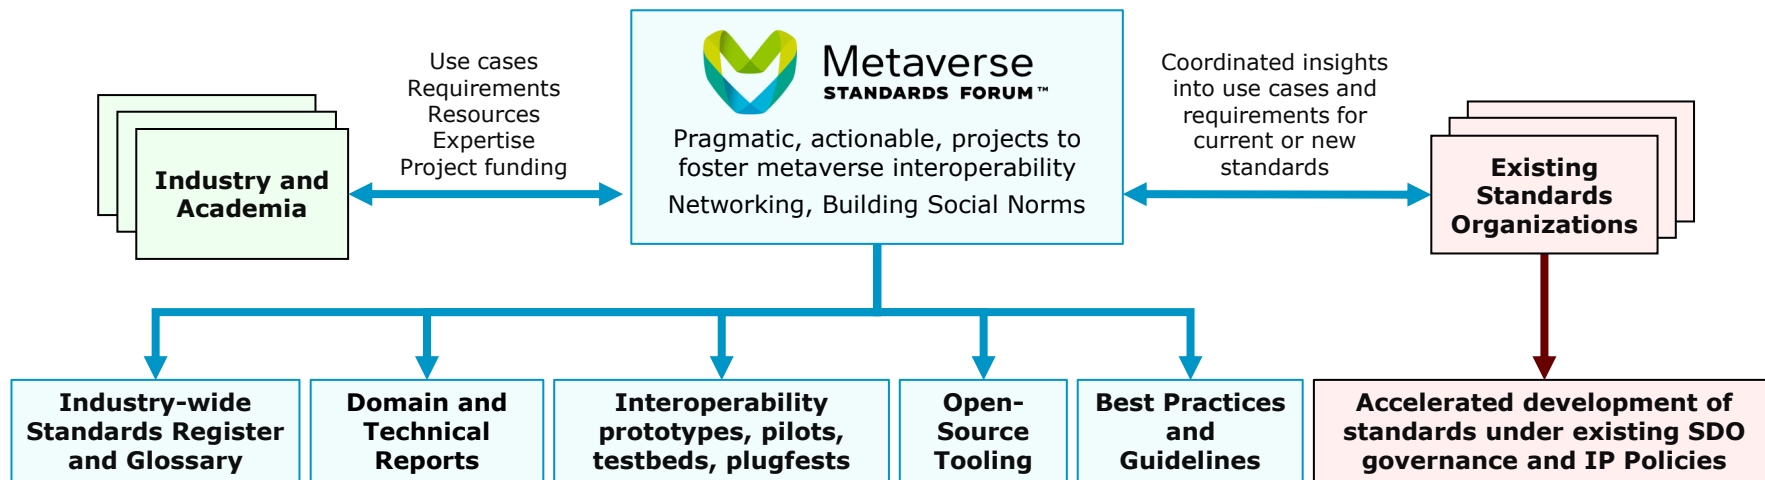 Use cases
Requirements
Resources
Expertise
Project funding
Industry and
Academia
Metaverse
STANDARDS FORUM™
Pragmatic, actionable, projects to
foster metaverse interoperability
Networking, Building Social Norms
Coordinated insights
into use cases and
requirements for
current or new
standards
Existing
Standards
Organizations
Industry-wide
Standards Register
and Glossary
Domain and
Technical
Reports
Interoperability
prototypes, pilots,
testbeds, plugfests
Open-
Source
Tooling
Best Practices
and
Guidelines
Accelerated development of
standards under existing SDO
governance and IP Policies